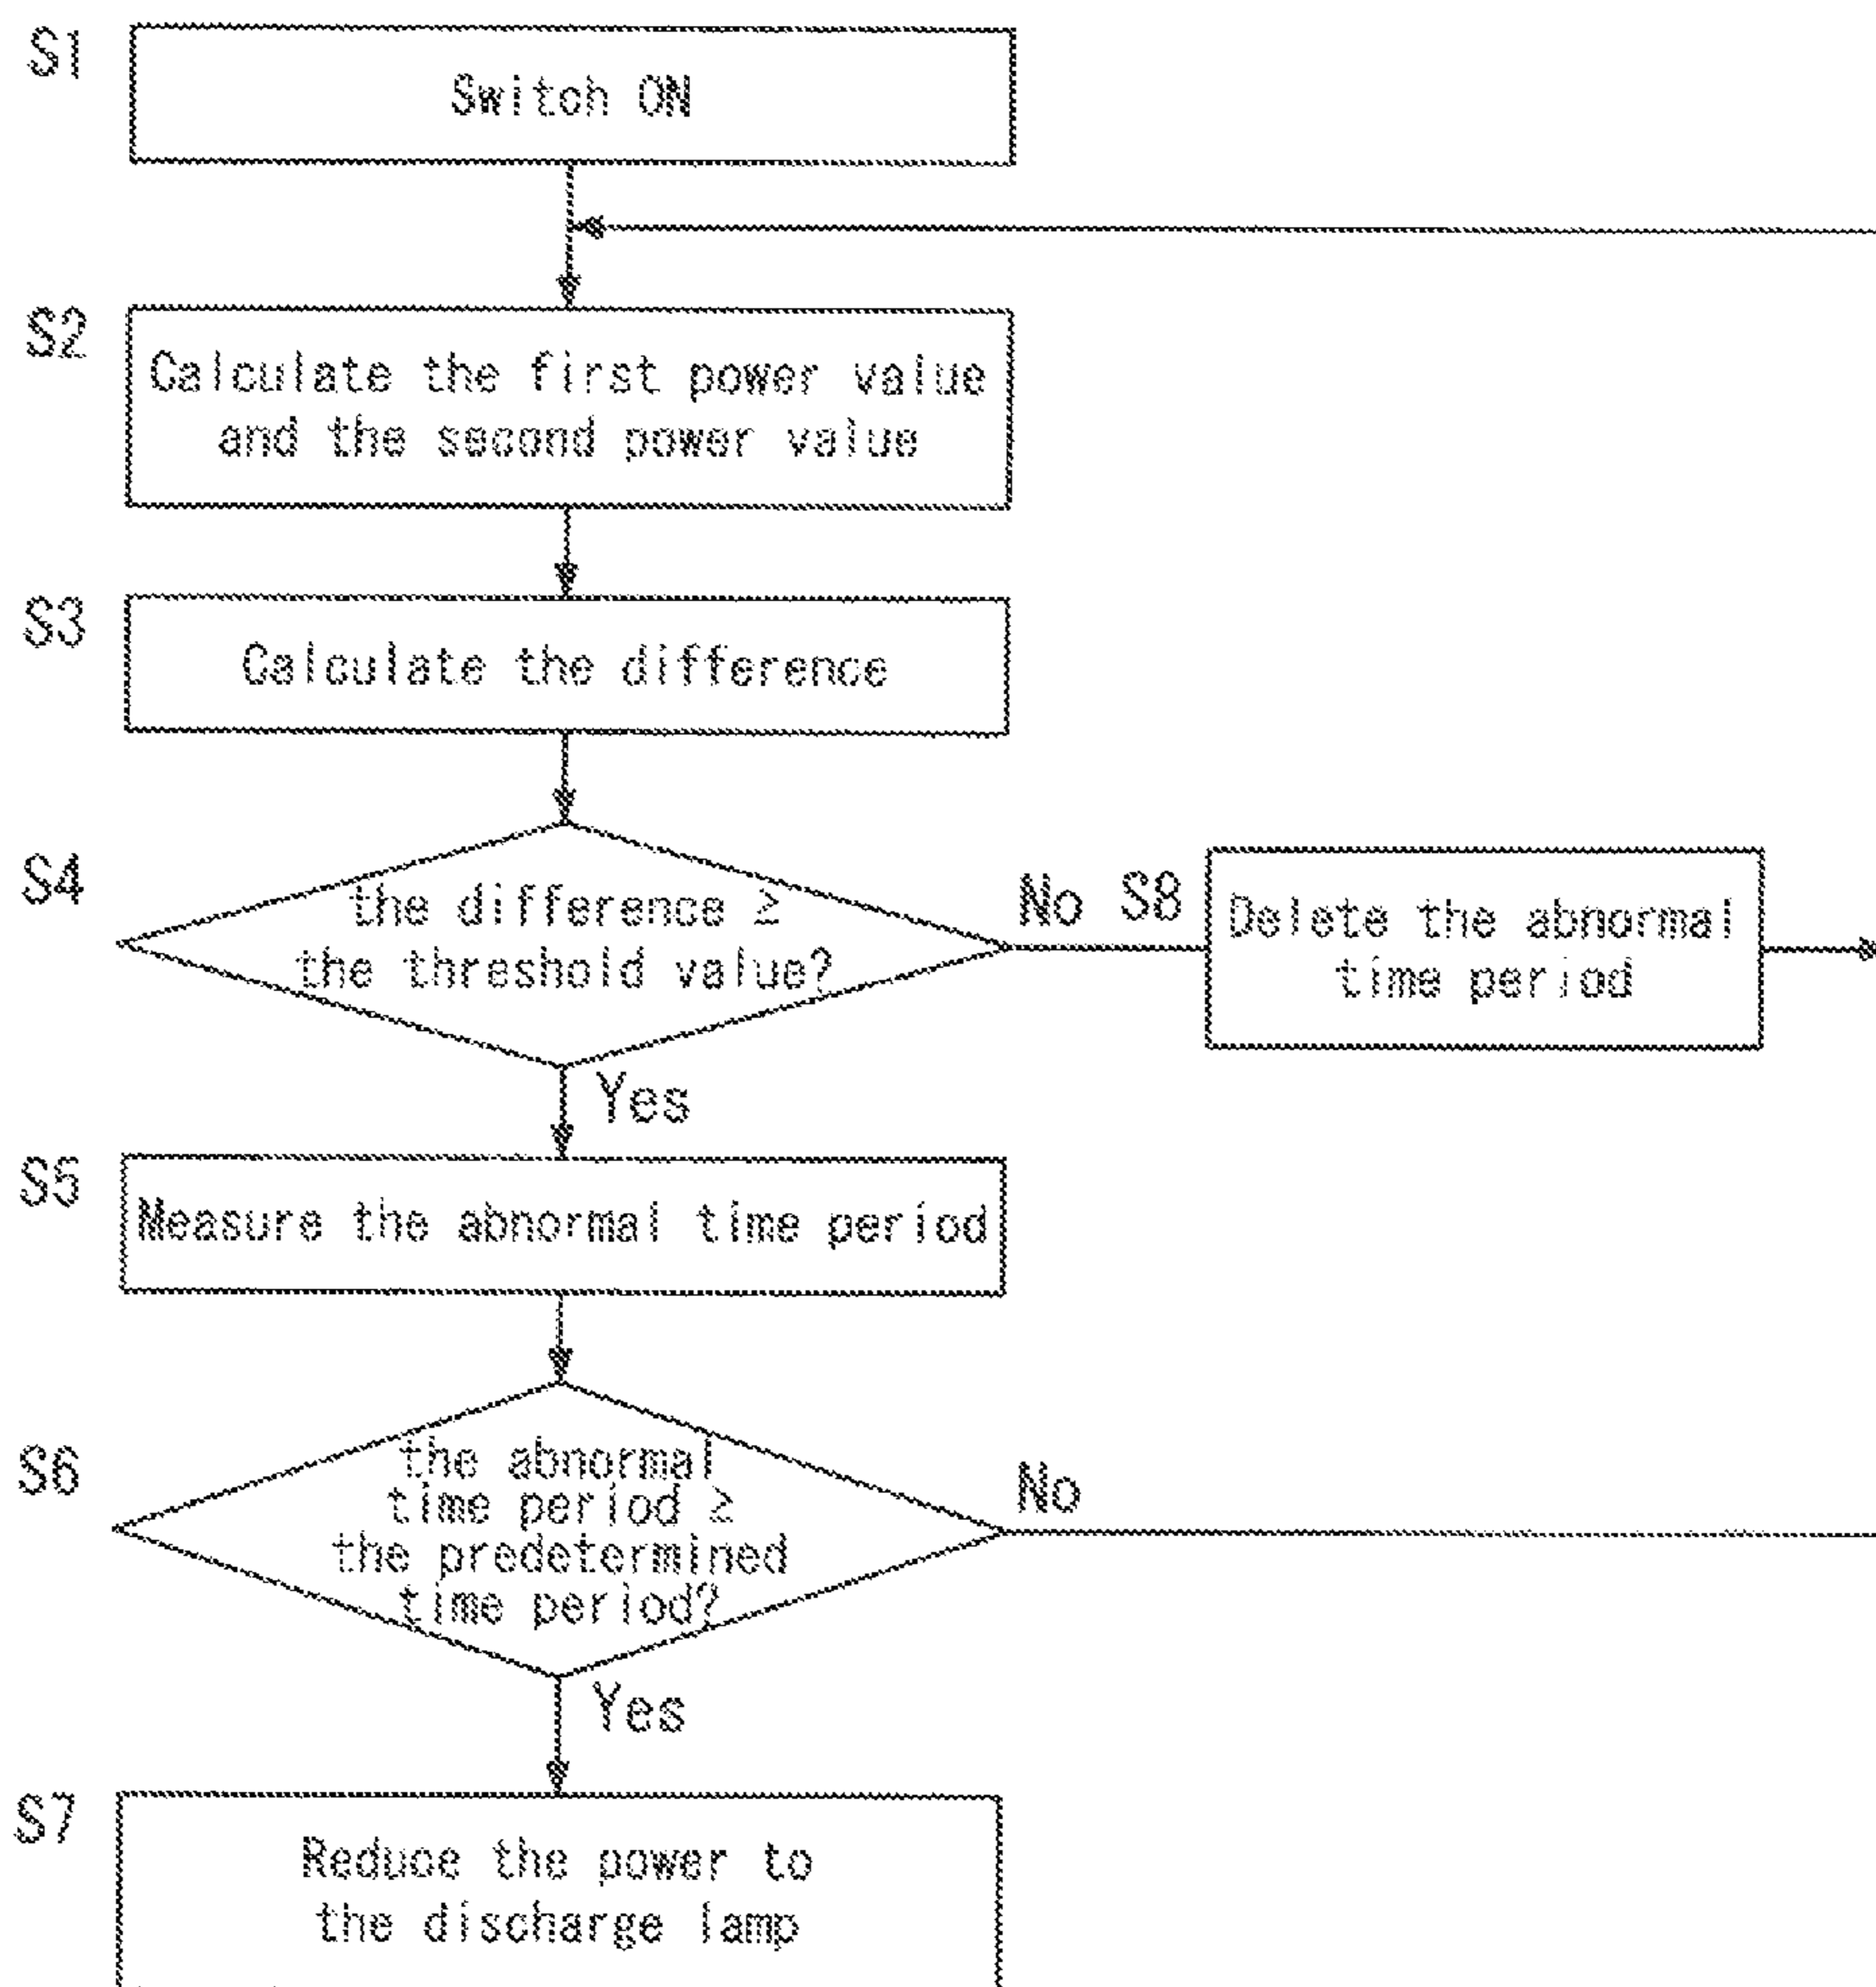 S1
Switch ON
S2
Calculate the first power value
and the second power value
S3
Calculate the difference
S4
the difference ≥
the threshold value?
No
S8
Delete the abnormal
time period
Yes
S5
Measure the abnormal time period
S6
the abnormal
time period ≥
the predetermined
time period?
No
Yes
S7
Reduce the power to
the discharge lamp